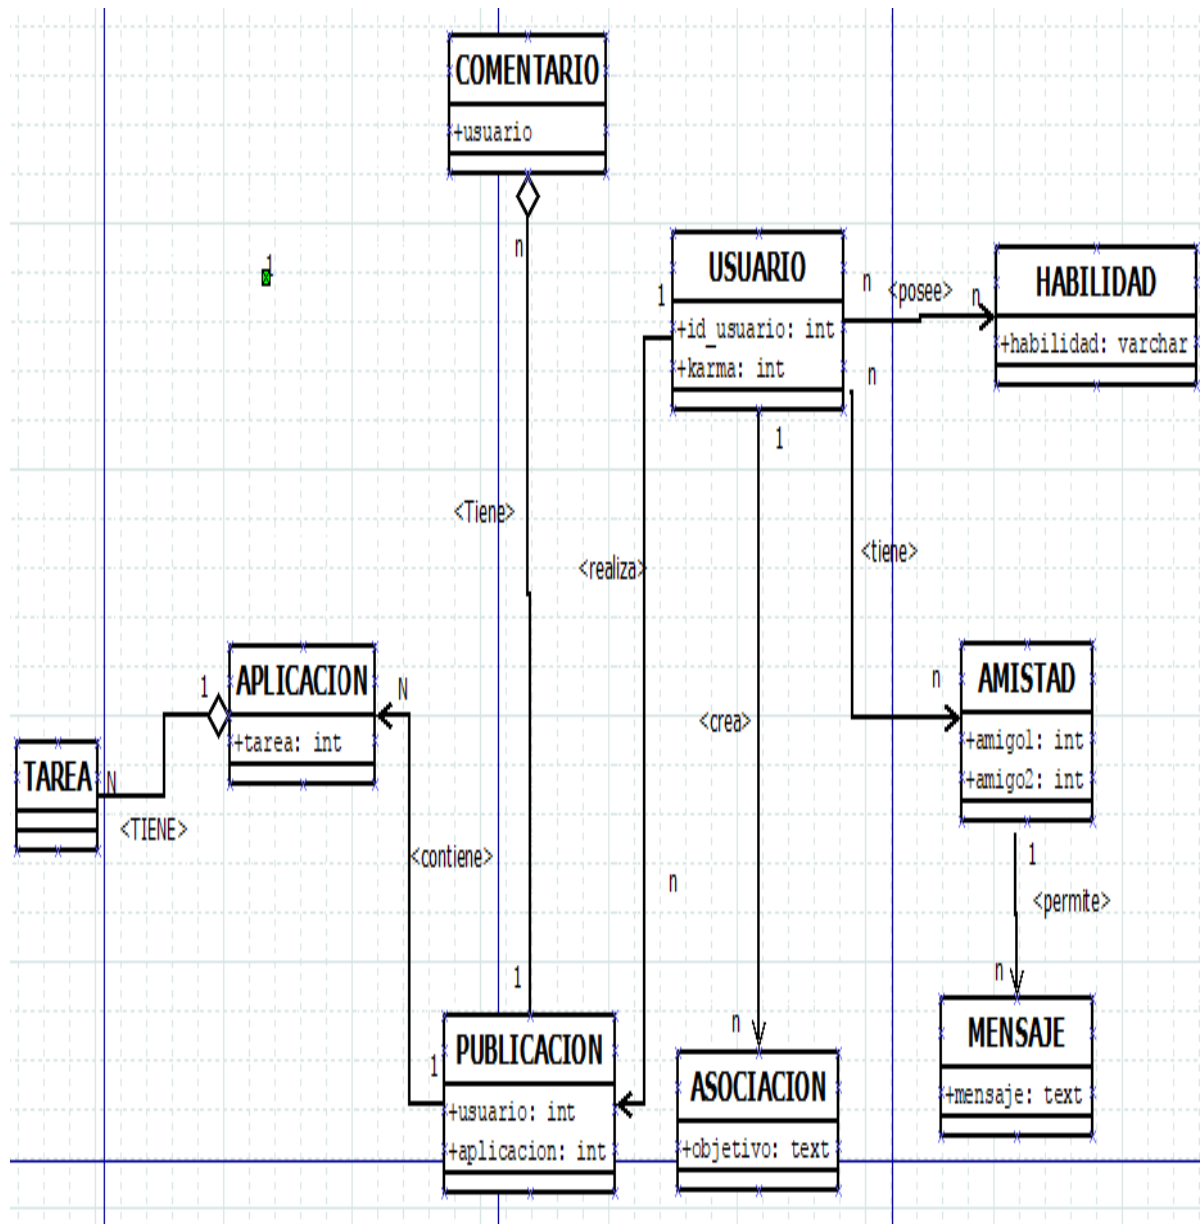 COMENTARIO
+usuario
n
1
USUARIO
+id_usuario: int
+karma: int
1
n
<posee>
n
HABILIDAD
+habilidad: varchar
n
1
<Tiene>
<realiza>
<tiene>
APLICACION
+tarea: int
1
N
TAREA
N
<TIENE>
<crea>
n
AMISTAD
+amigo1: int
+amigo2: int
<contiene>
n
1
<permite>
n
1
n
1
PUBLICACION
+usuario: int
+aplicacion: int
ASOCIACION
+objetivo: text
MENSAJE
+mensaje: text